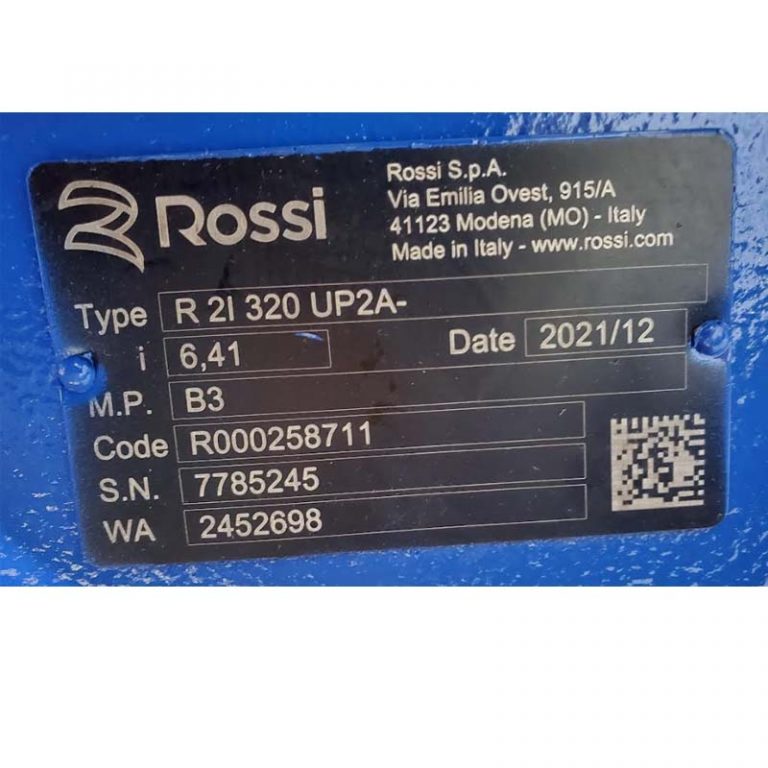 Rossi
Rossi S.p.A.
Via Emilia Ovest, 915/A
41123 Modena (MO) - Italy
Made in Italy - www.rossi.com
Type R 2I 320 UP2A-
i 6,41 Date 2021/12
M.P. B3
Code R000258711
S.N. 7785245
WA 2452698